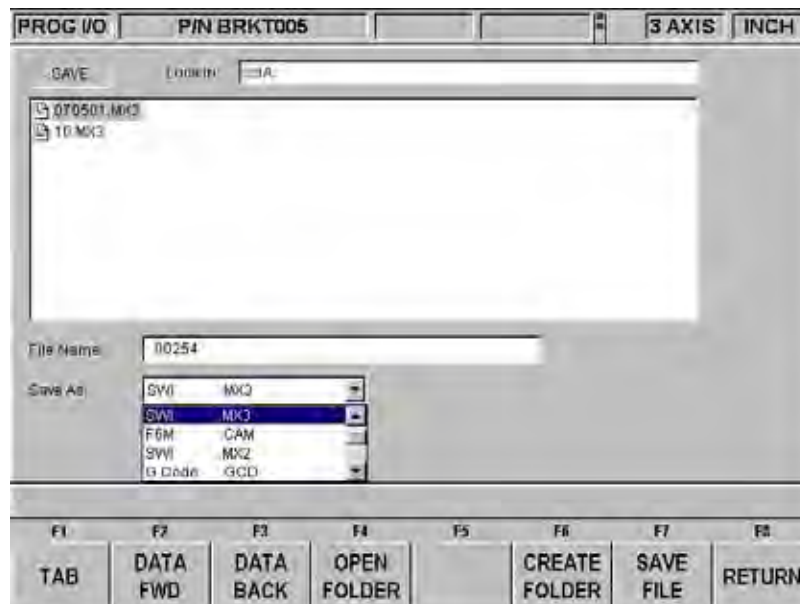 PROG I/O P/N BRKT005 3 AXIS INCH
SAVE Look In: A:
070501.MX3
10.MX3
File Name: 00254
Save As: SWI .MX3
SWI .MX3
F6M .CAM
SWI .MX2
G Code .GCD
F1 F2 F3 F4 F5 F6 F7 F8
TAB DATA FWD DATA BACK OPEN FOLDER CREATE FOLDER SAVE FILE RETURN